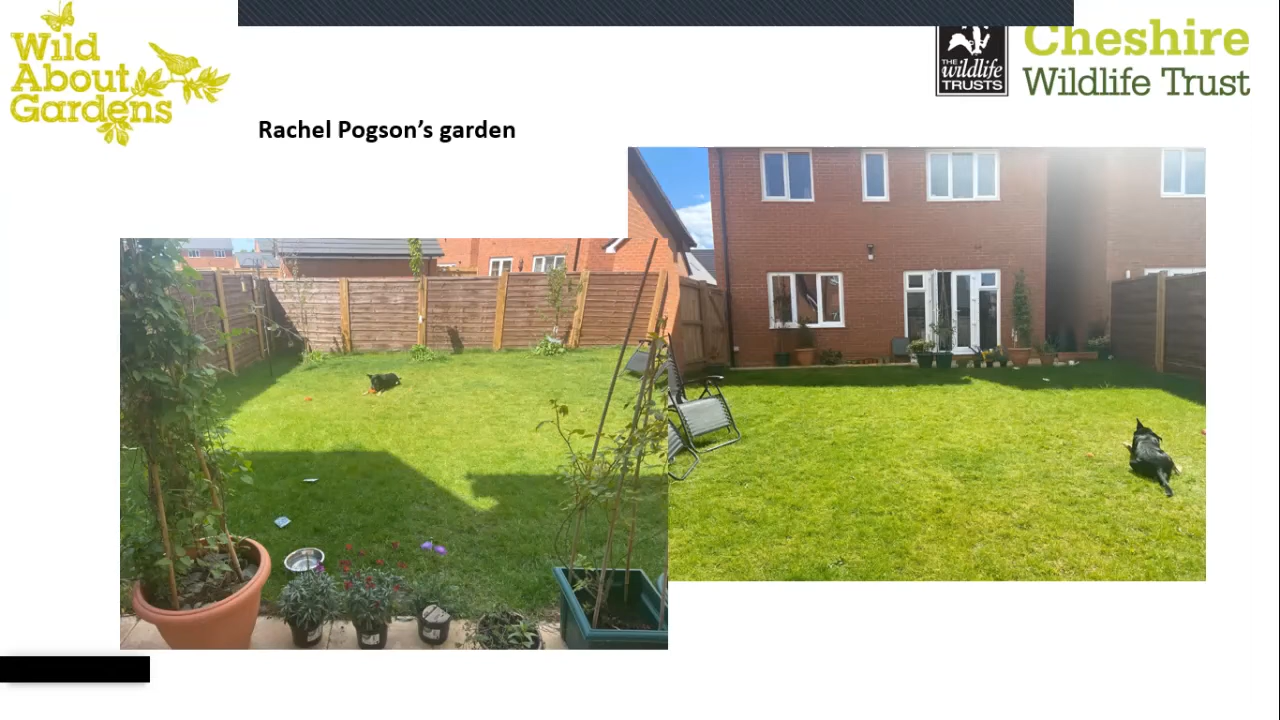 Wild
About
Gardens
THE
wildlife
TRUSTS
Cheshire
Wildlife Trust
Rachel Pogson’s garden